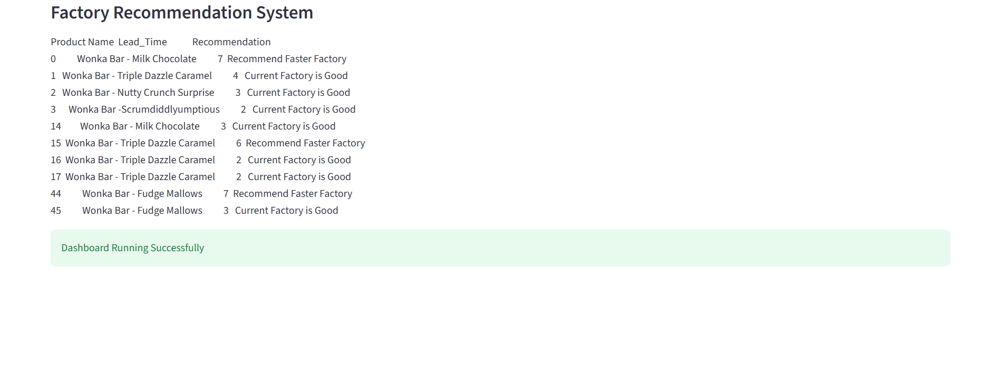 Factory Recommendation System
Product Name Lead_Time Recommendation
0 Wonka Bar - Milk Chocolate 7 Recommend Faster Factory
1 Wonka Bar - Triple Dazzle Caramel 4 Current Factory is Good
2 Wonka Bar - Nutty Crunch Surprise 3 Current Factory is Good
3 Wonka Bar -Scrumdiddlyumptious 2 Current Factory is Good
14 Wonka Bar - Milk Chocolate 3 Current Factory is Good
15 Wonka Bar - Triple Dazzle Caramel 6 Recommend Faster Factory
16 Wonka Bar - Triple Dazzle Caramel 2 Current Factory is Good
17 Wonka Bar - Triple Dazzle Caramel 2 Current Factory is Good
44 Wonka Bar - Fudge Mallows 7 Recommend Faster Factory
45 Wonka Bar - Fudge Mallows 3 Current Factory is Good
Dashboard Running Successfully